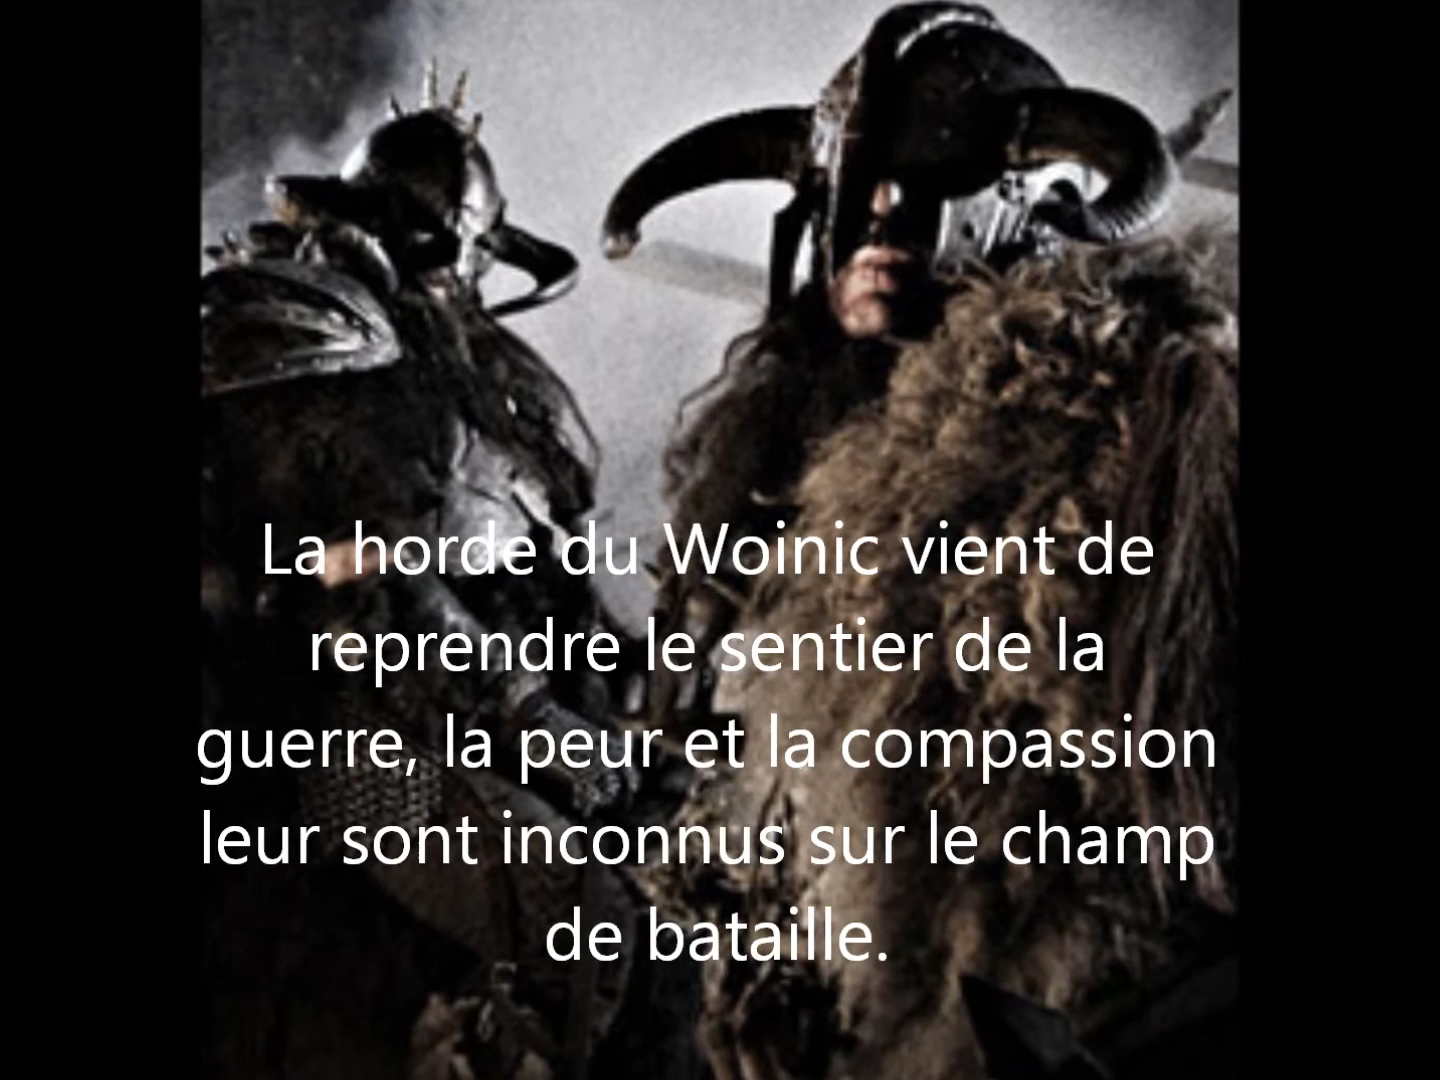 La horde du Woinic vient de
reprendre le sentier de la
guerre, la peur et la compassion
leur sont inconnus sur le champ
de bataille.